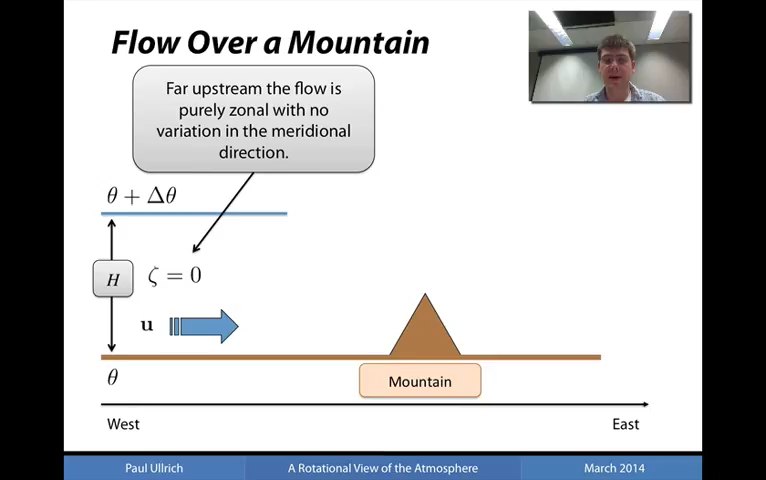 Flow Over a Mountain
Far upstream the flow is
purely zonal with no
variation in the meridional
direction.
θ + Δθ
H
ζ = 0
u
θ
Mountain
West
East
Paul Ullrich
A Rotational View of the Atmosphere
March 2014